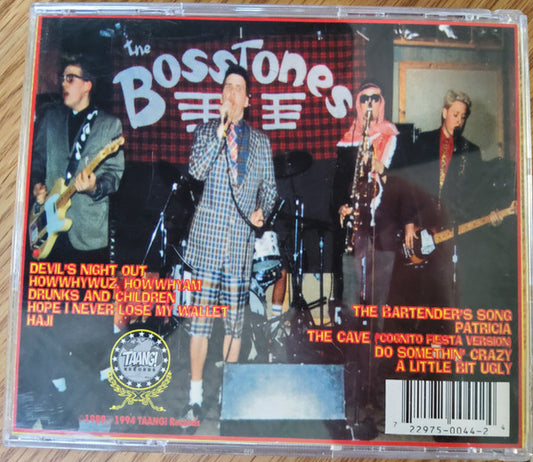 the
BOSSTONES
DEVIL'S NIGHT OUT
HOWWHYWUZ, HOWWHYAM
DRUNKS AND CHILDREN
HOPE I NEVER LOSE MY WALLET
HAJI
THE BARTENDER'S SONG
PATRICIA
THE CAVE (COGNITO FIESTA VERSION)
DO SOMETHIN' CRAZY
A LITTLE BIT UGLY
TAANG!
RECORDS
1994 TAANG! Records
7 22975-0044-2 4